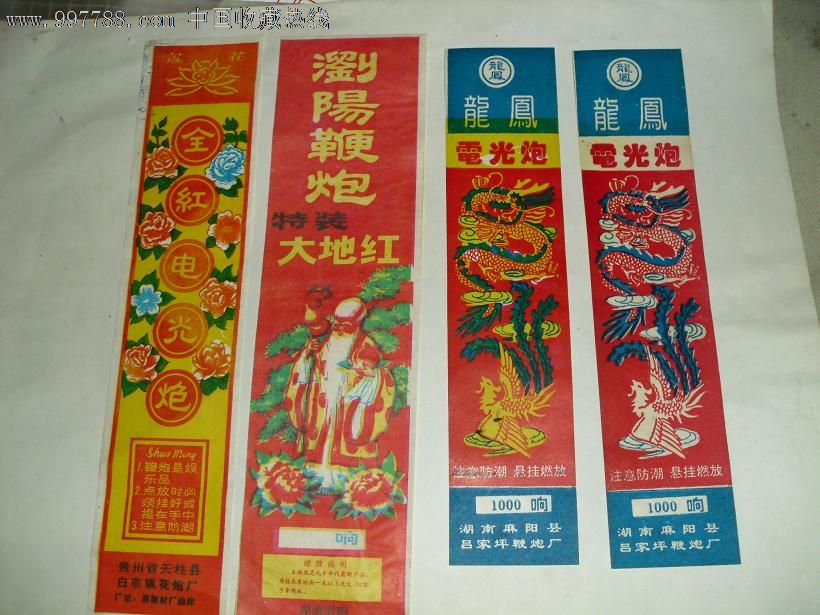 www.997788.com 中国收藏热线
莲 花
全
红
电
光
炮
Shuo Ming
1.鞭炮是娱
乐品
2.点放时必
须挂好或
提在手中
3.注意防潮
贵州省天柱县
白市镇花炮厂
瀏
陽
鞭
炮
特装
大地红
响
燃放说明
龍鳳
龍 鳳
電光炮
注意防潮 悬挂燃放
1000 响
湖南麻阳县
吕家坪鞭炮厂
龍鳳
龍 鳳
電光炮
注意防潮 悬挂燃放
1000 响
湖南麻阳县
吕家坪鞭炮厂